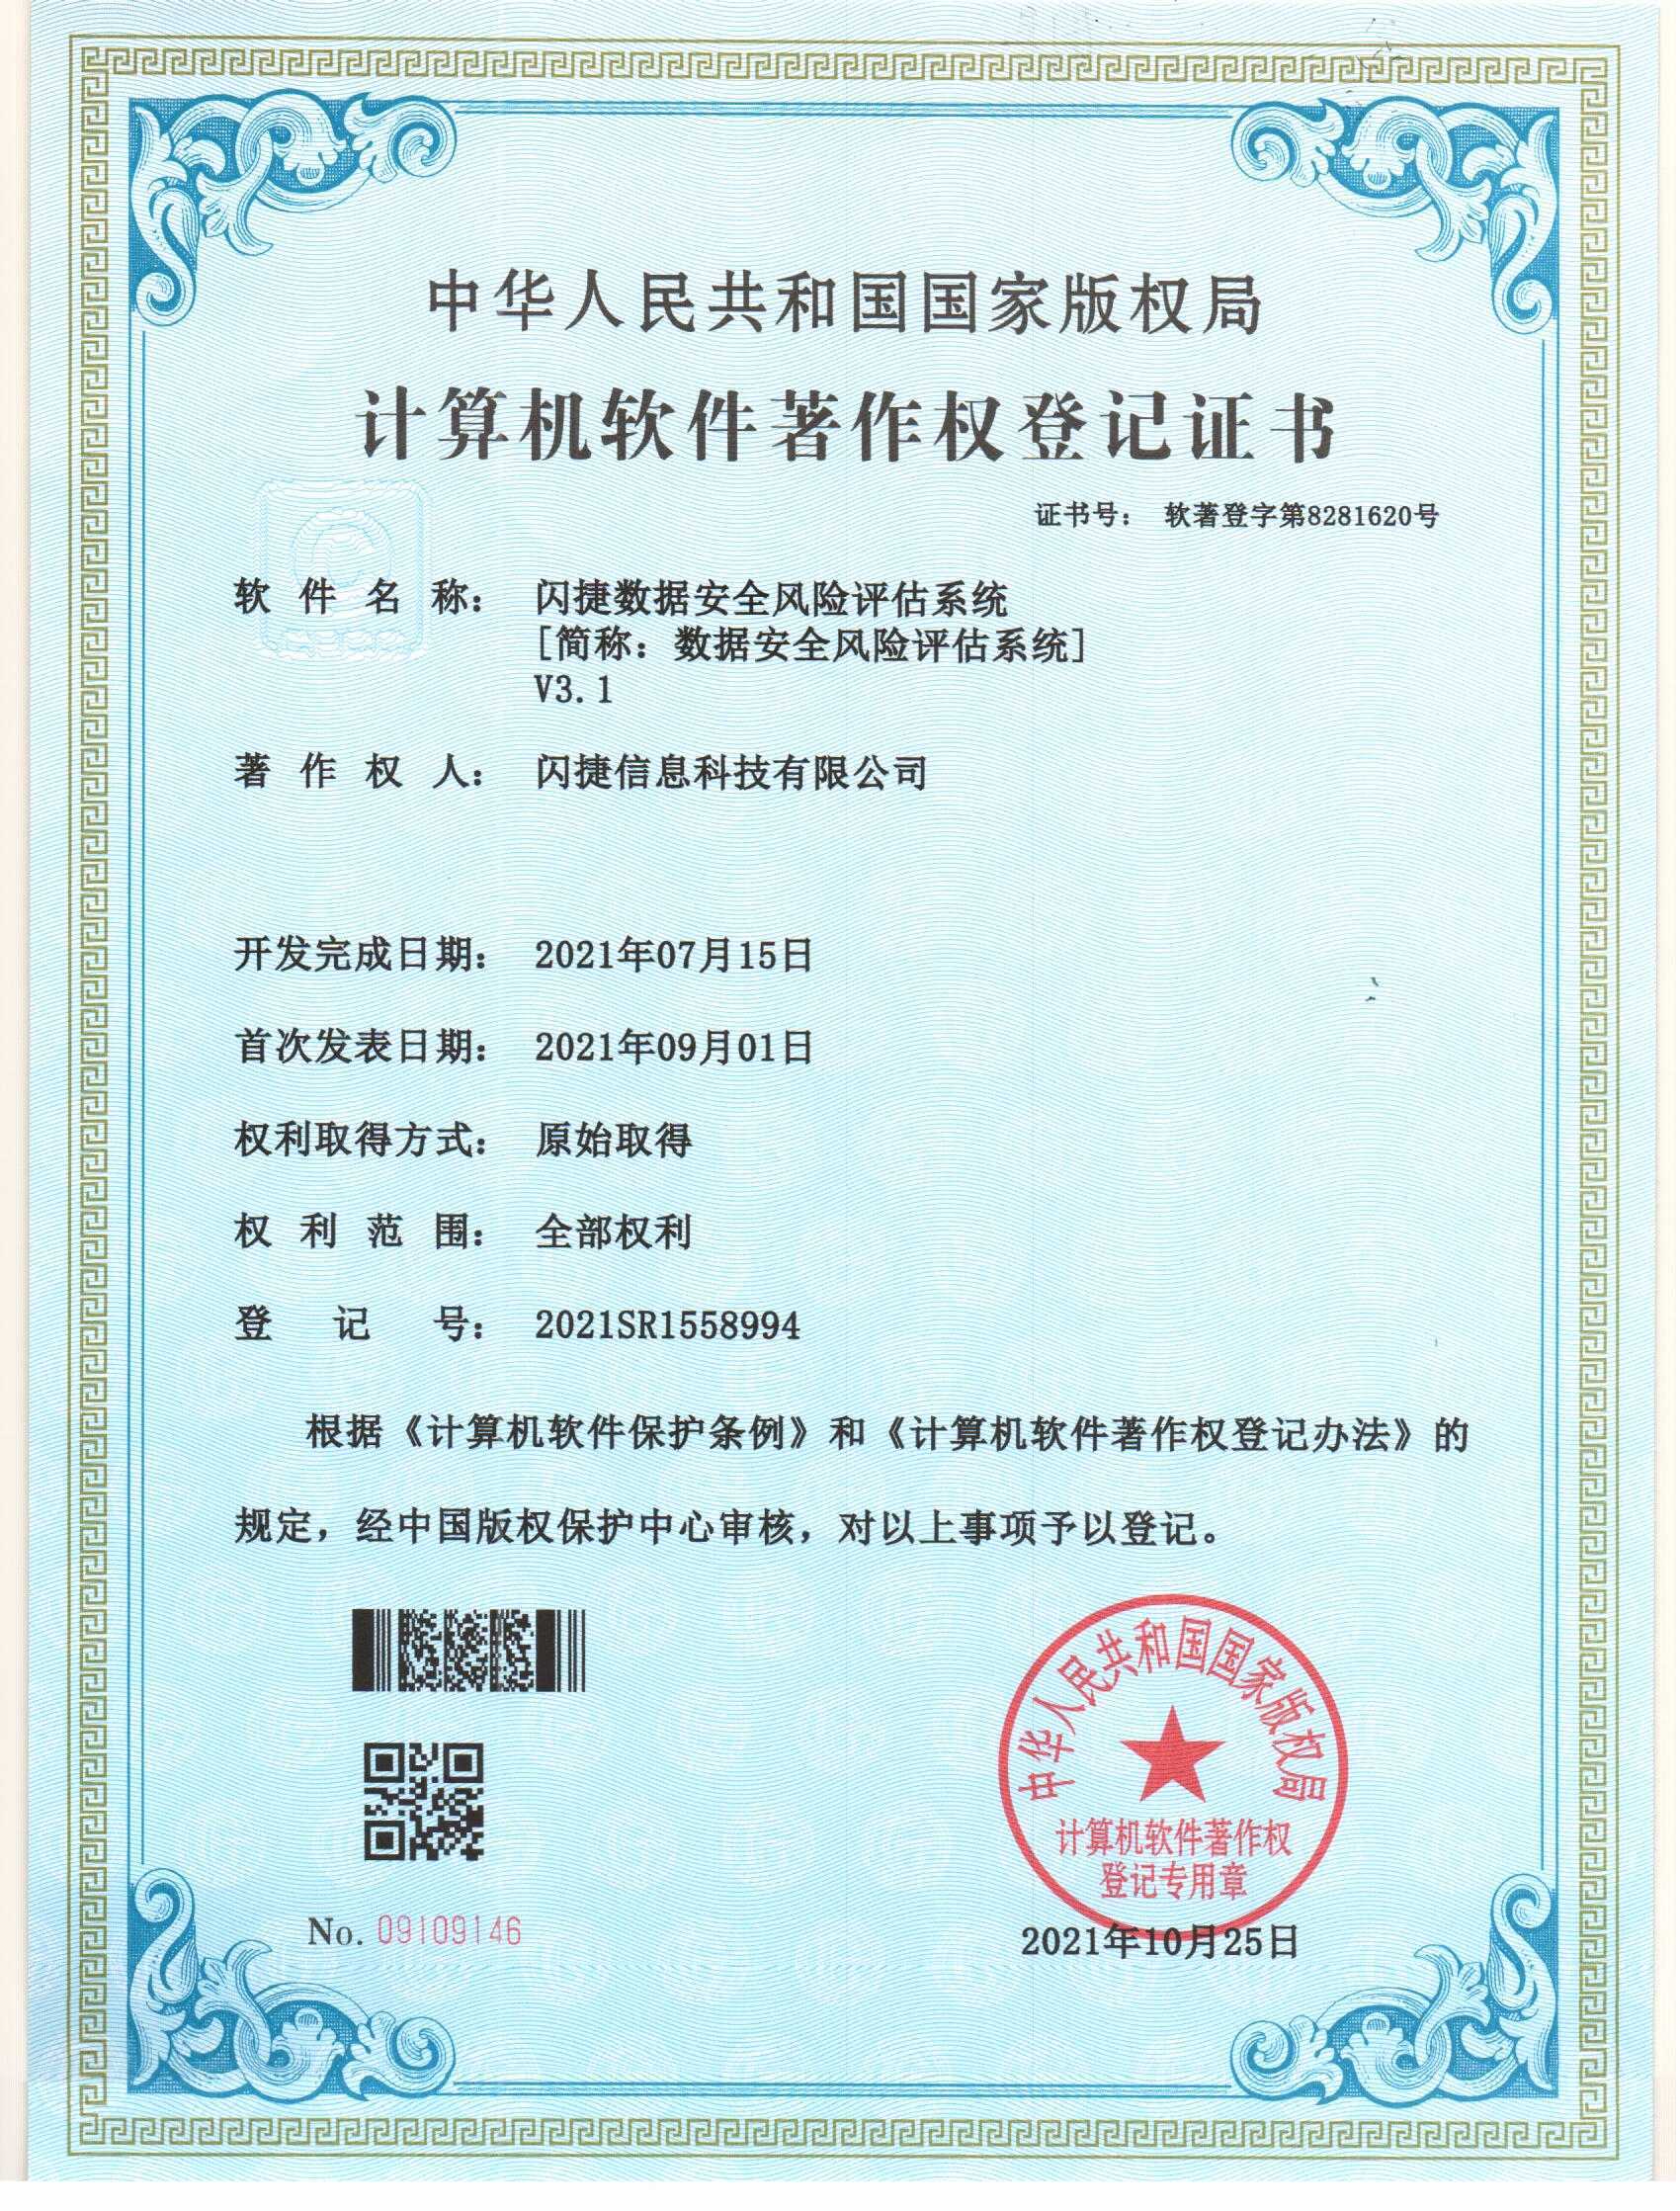 中华人民共和国国家版权局
计算机软件著作权登记证书
证书号： 软著登字第8281620号
软件名称： 闪捷数据安全风险评估系统
[简称：数据安全风险评估系统]
V3.1
著作权人： 闪捷信息科技有限公司
开发完成日期： 2021年07月15日
首次发表日期： 2021年09月01日
权利取得方式： 原始取得
权利范围： 全部权利
登记号： 2021SR1558994
根据《计算机软件保护条例》和《计算机软件著作权登记办法》的
规定，经中国版权保护中心审核，对以上事项予以登记。
中华人民共和国国家版权局
计算机软件著作权
登记专用章
No. 09109146
2021年10月25日